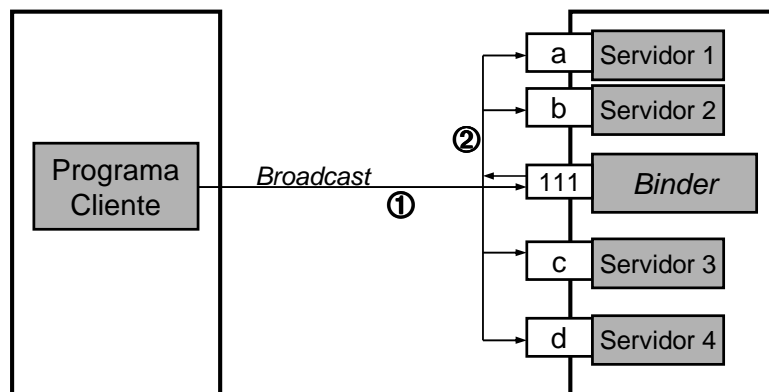 a
Servidor 1
b
Servidor 2
②
Programa
Cliente
Broadcast
①
111
Binder
c
Servidor 3
d
Servidor 4